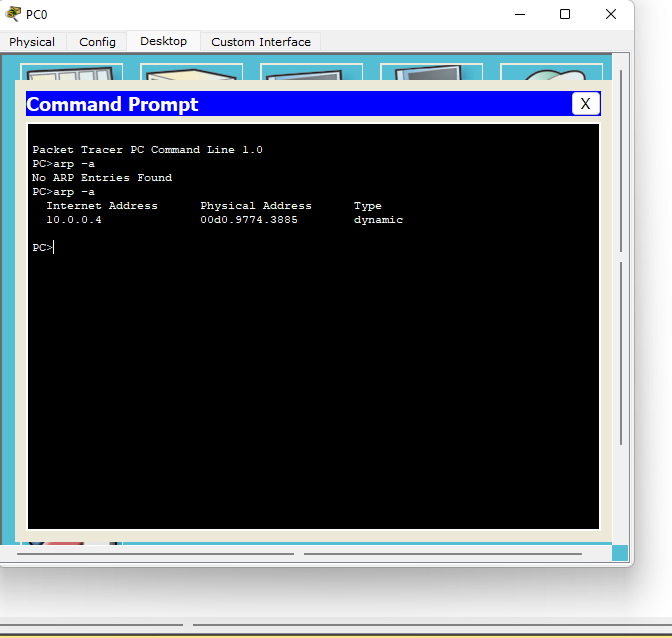 PC0
Physical Config Desktop Custom Interface
Command Prompt X
Packet Tracer PC Command Line 1.0
PC>arp -a
No ARP Entries Found
PC>arp -a
Internet Address Physical Address Type
10.0.0.4 00d0.9774.3885 dynamic
PC>